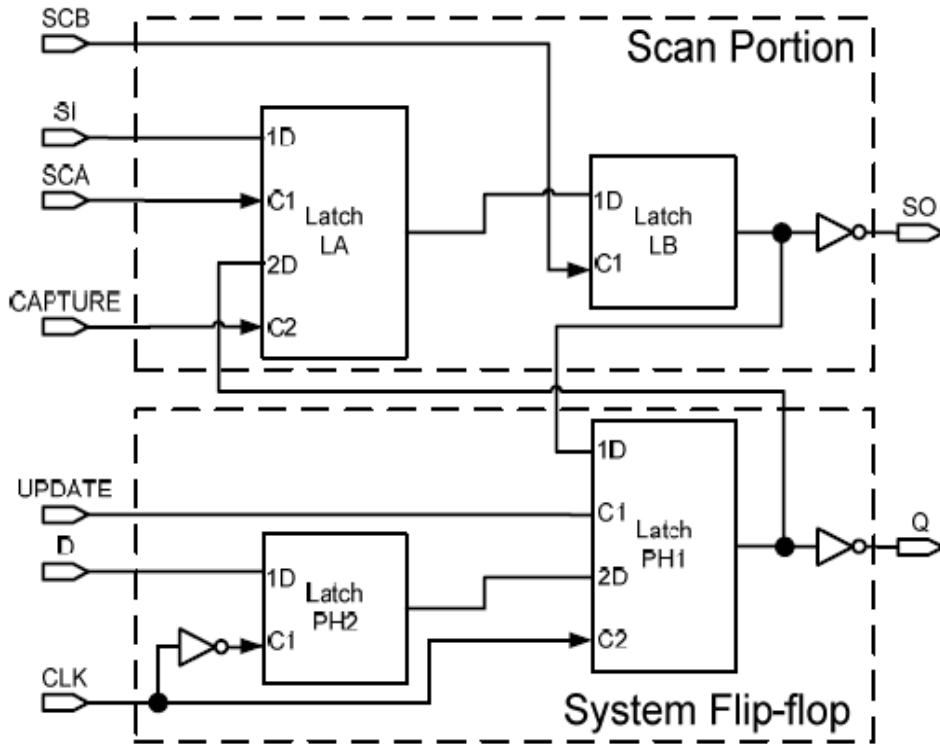 SCB
Scan Portion
SI
1D
SCA
C1
Latch
LA
2D
CAPTURE
C2
1D
Latch
LB
C1
SO
UPDATE
1D
C1
Latch
PH1
2D
C2
Q
D
1D
Latch
PH2
C1
CLK
System Flip-flop